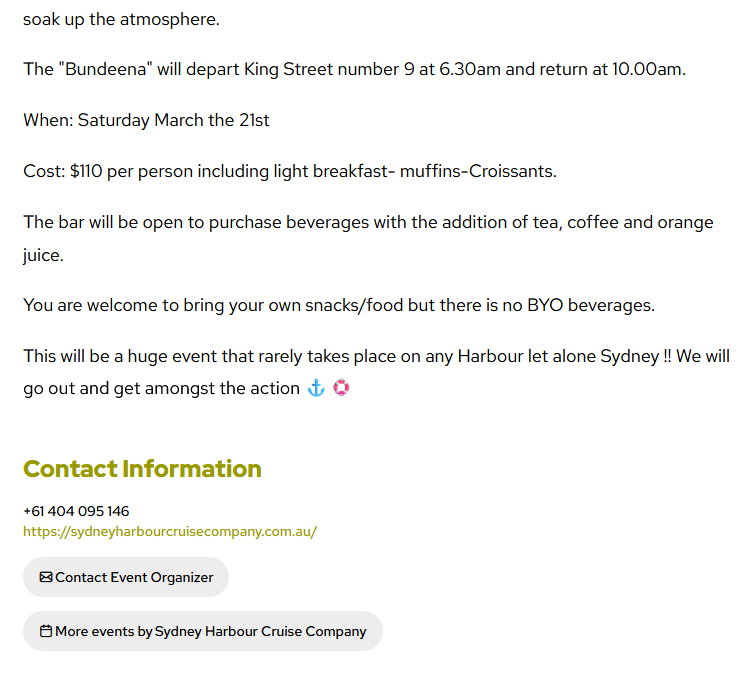 soak up the atmosphere.
The "Bundeena" will depart King Street number 9 at 6.30am and return at 10.00am.
When: Saturday March the 21st
Cost: $110 per person including light breakfast- muffins-Croissants.
The bar will be open to purchase beverages with the addition of tea, coffee and orange
juice.
You are welcome to bring your own snacks/food but there is no BYO beverages.
This will be a huge event that rarely takes place on any Harbour let alone Sydney !! We will
go out and get amongst the action ⚓ 🛟
Contact Information
+61 404 095 146
https://sydneyharbourcruisecompany.com.au/
Contact Event Organizer
More events by Sydney Harbour Cruise Company